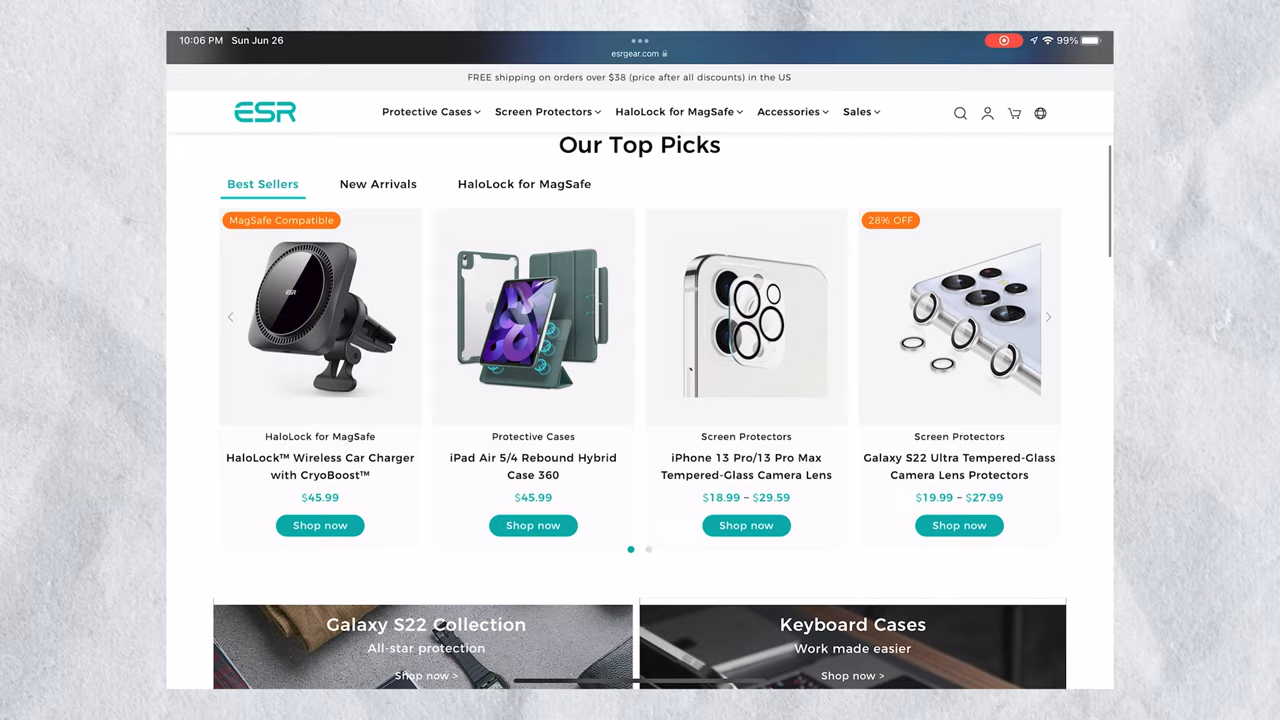 10:06 PM Sun Jun 26
esrgear.com
99%
FREE shipping on orders over $38 (price after all discounts) in the US
ESR
Protective Cases
Screen Protectors
HaloLock for MagSafe
Accessories
Sales
Our Top Picks
Best Sellers
New Arrivals
HaloLock for MagSafe
MagSafe Compatible
28% OFF
ESR
HaloLock for MagSafe
HaloLock™ Wireless Car Charger
with CryoBoost™
$45.99
Shop now
Protective Cases
iPad Air 5/4 Rebound Hybrid
Case 360
$45.99
Shop now
Screen Protectors
iPhone 13 Pro/13 Pro Max
Tempered-Glass Camera Lens
$18.99 – $29.59
Shop now
Screen Protectors
Galaxy S22 Ultra Tempered-Glass
Camera Lens Protectors
$19.99 – $27.99
Shop now
Galaxy S22 Collection
All-star protection
Shop now >
Keyboard Cases
Work made easier
Shop now >